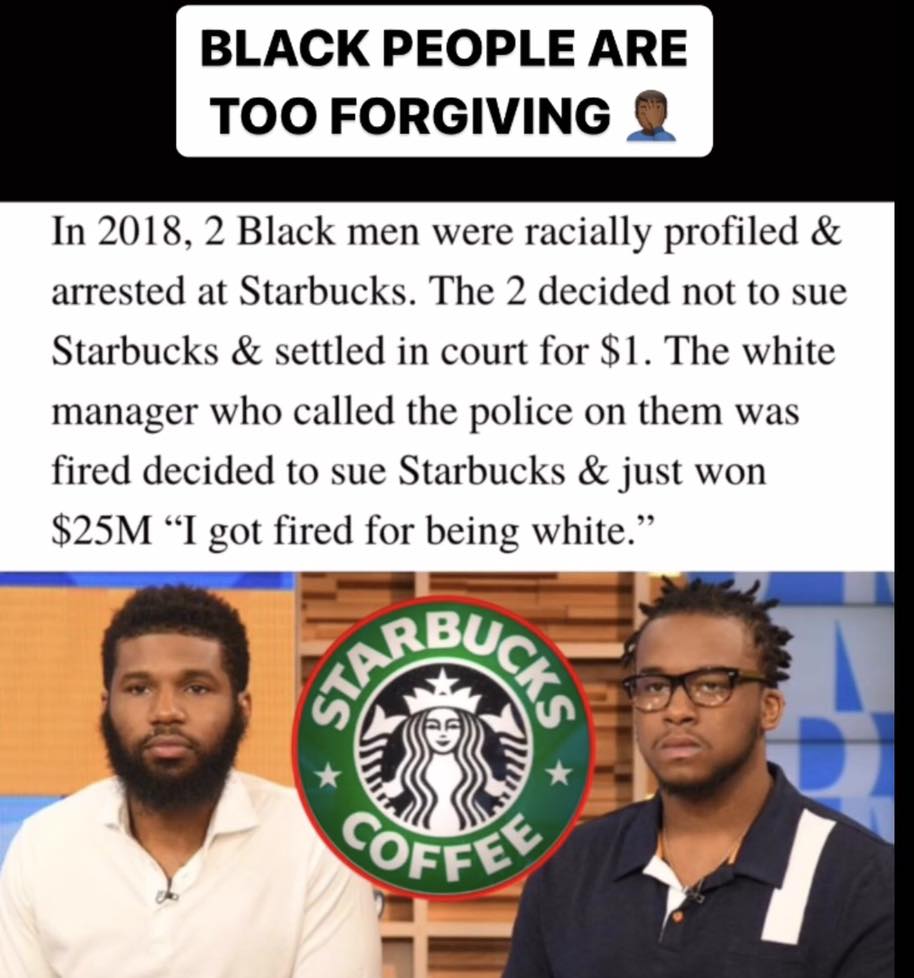 BLACK PEOPLE ARE
TOO FORGIVING 🤦🏿‍♂️
In 2018, 2 Black men were racially profiled &
arrested at Starbucks. The 2 decided not to sue
Starbucks & settled in court for $1. The white
manager who called the police on them was
fired decided to sue Starbucks & just won
$25M “I got fired for being white.”
STARBUCKS
COFFEE